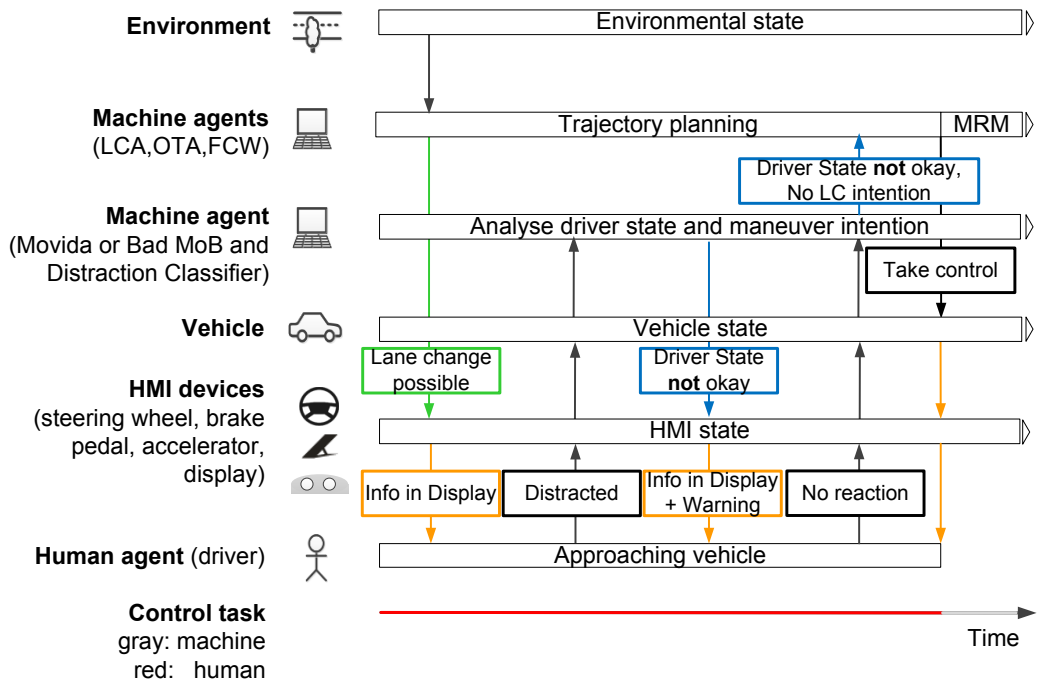 Environment
Environmental state
Machine agents
(LCA,OTA,FCW)
Trajectory planning
MRM
Driver State not okay,
No LC intention
Machine agent
(Movida or Bad MoB and
Distraction Classifier)
Analyse driver state and maneuver intention
Take control
Vehicle
Vehicle state
Lane change
possible
Driver State
not okay
HMI devices
(steering wheel, brake
pedal, accelerator,
display)
HMI state
Info in Display
Distracted
Info in Display
+ Warning
No reaction
Human agent (driver)
Approaching vehicle
Control task
gray: machine
red: human
Time